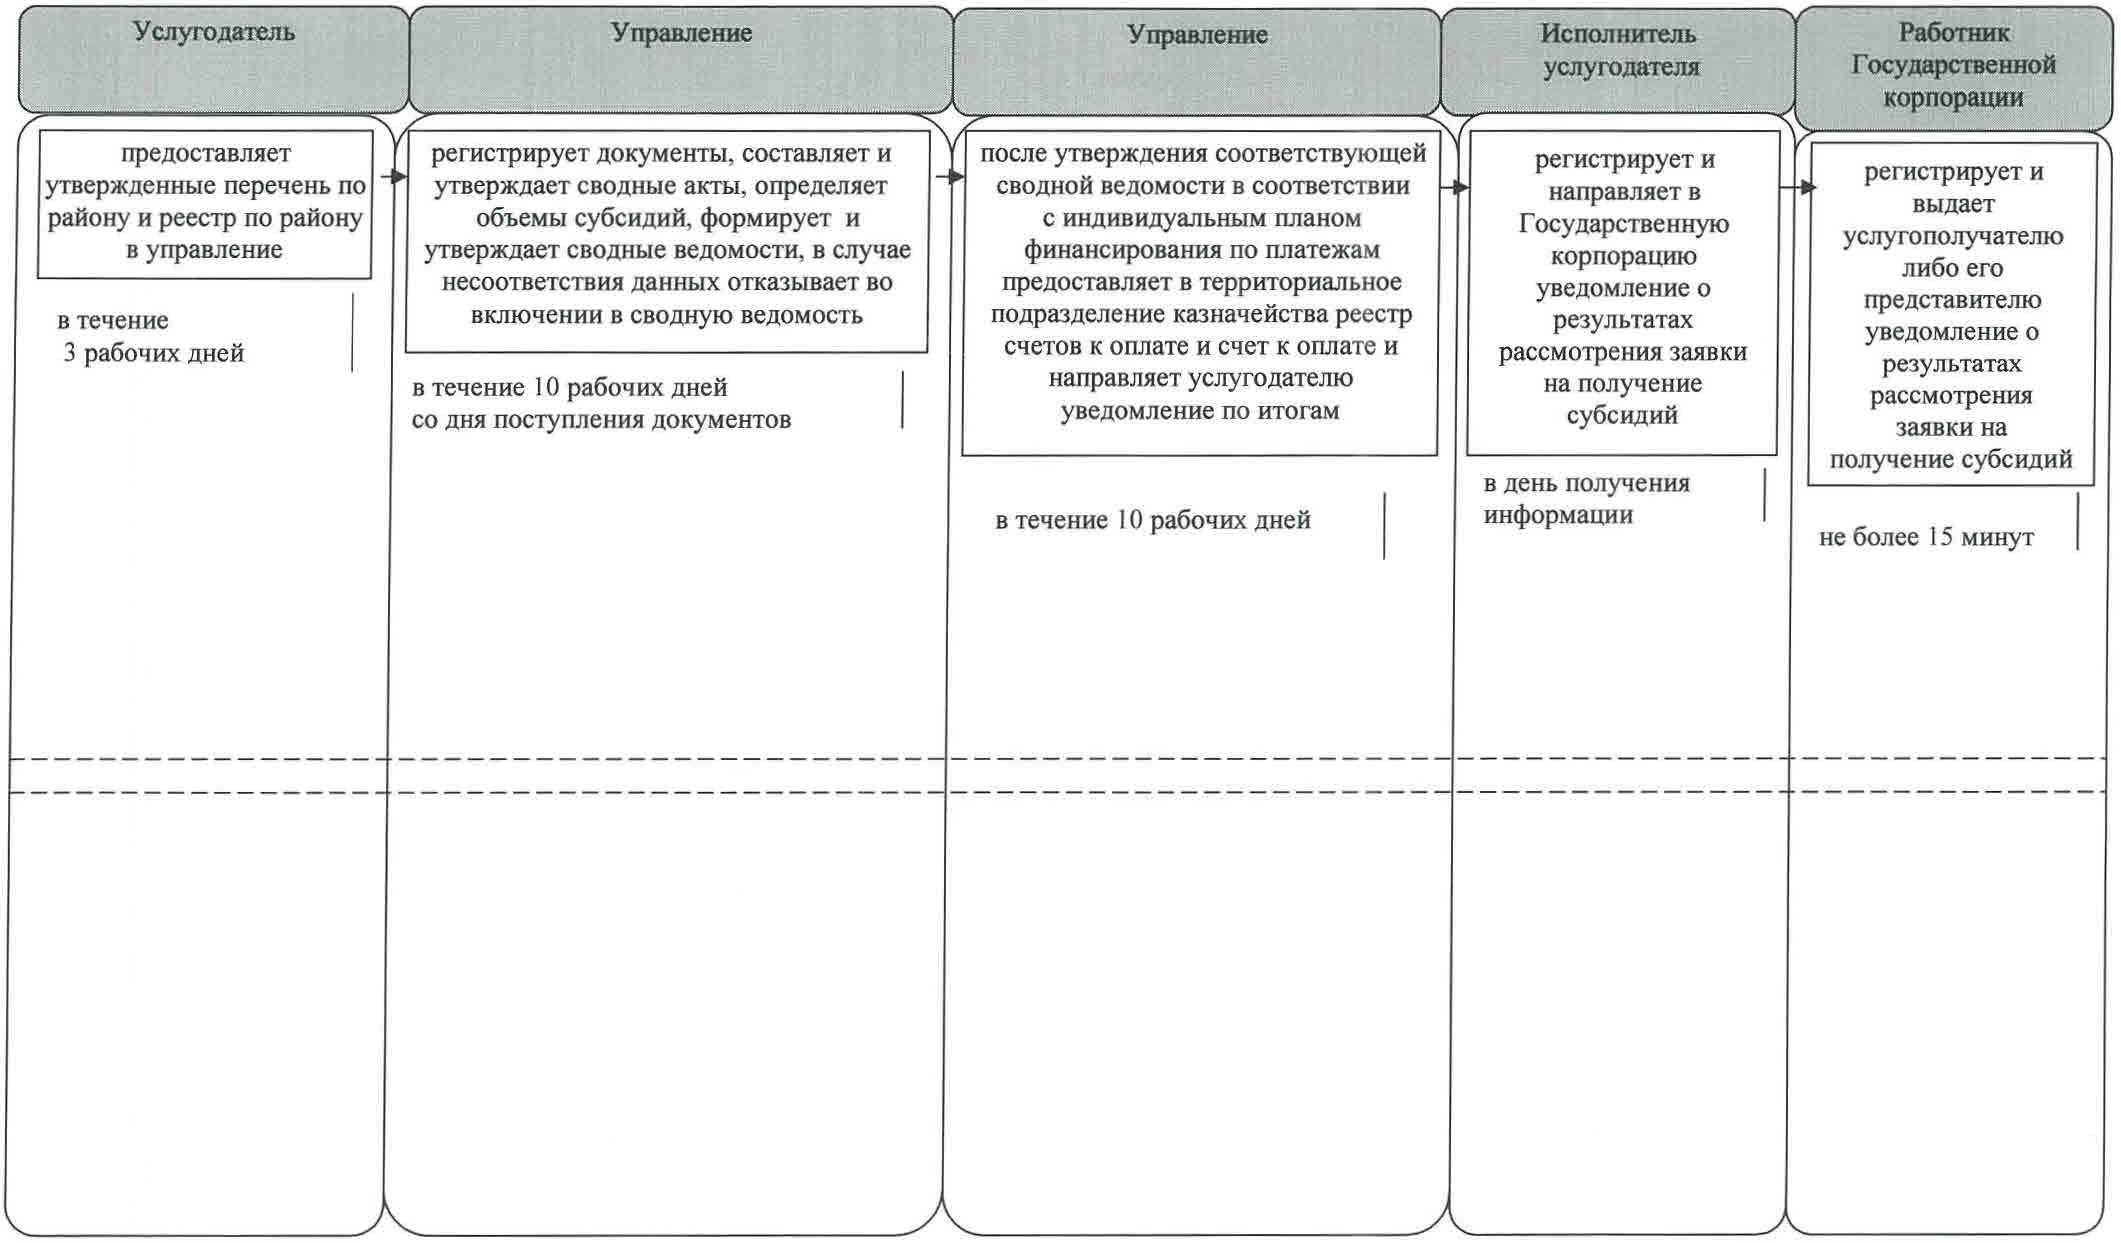 Услугодатель
Управление
Управление
Исполнитель
услугодателя
Работник
Государственной
корпорации
предоставляет
утвержденные перечень по
району и реестр по району
в управление
в течение
3 рабочих дней
регистрирует документы, составляет и
утверждает сводные акты, определяет
объемы субсидий, формирует и
утверждает сводные ведомости, в случае
несоответствия данных отказывает во
включении в сводную ведомость
в течение 10 рабочих дней
со дня поступления документов
после утверждения соответствующей
сводной ведомости в соответствии
с индивидуальным планом
финансирования по платежам
предоставляет в территориальное
подразделение казначейства реестр
счетов к оплате и счет к оплате и
направляет услугодателю
уведомление по итогам
в течение 10 рабочих дней
регистрирует и
направляет в
Государственную
корпорацию
уведомление о
результатах
рассмотрения заявки
на получение
субсидий
в день получения
информации
регистрирует и
выдает
услугополучателю
либо его
представителю
уведомление о
результатах
рассмотрения
заявки на
получение субсидий
не более 15 минут